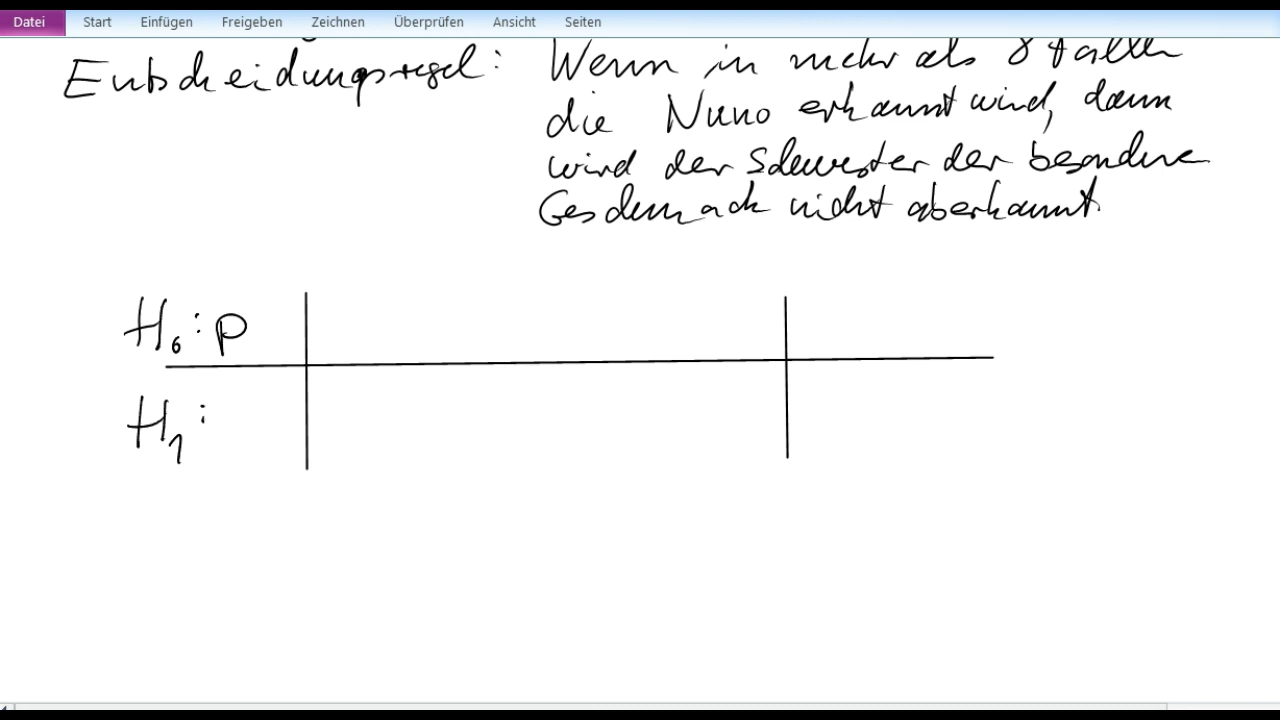 Datei Start Einfügen Freigeben Zeichnen Überprüfen Ansicht Seiten
Entscheidungsregel: Wenn in mehr als 8 Fällen
die Nuno erkannt wird, dann
wird der Schwester der besondere
Geschmack nicht aberkannt.
H₀: p
H₁: